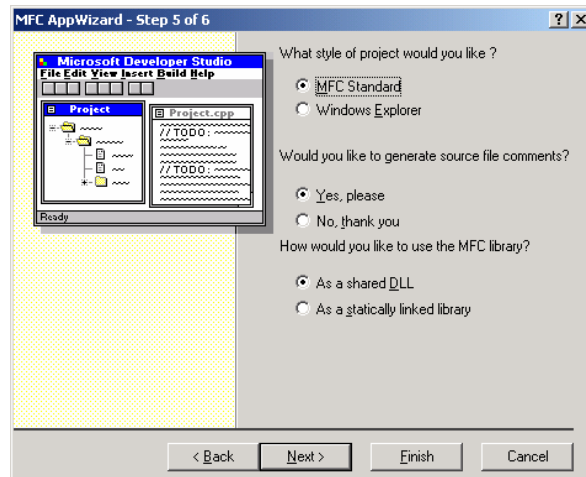 MFC AppWizard - Step 5 of 6
? x
Microsoft Developer Studio
File Edit View Insert Build Help
Project
Project.cpp
// TODO:
// TODO:
Ready
What style of project would you like ?
MFC Standard
Windows Explorer
Would you like to generate source file comments?
Yes, please
No, thank you
How would you like to use the MFC library?
As a shared DLL
As a statically linked library
< Back
Next >
Finish
Cancel